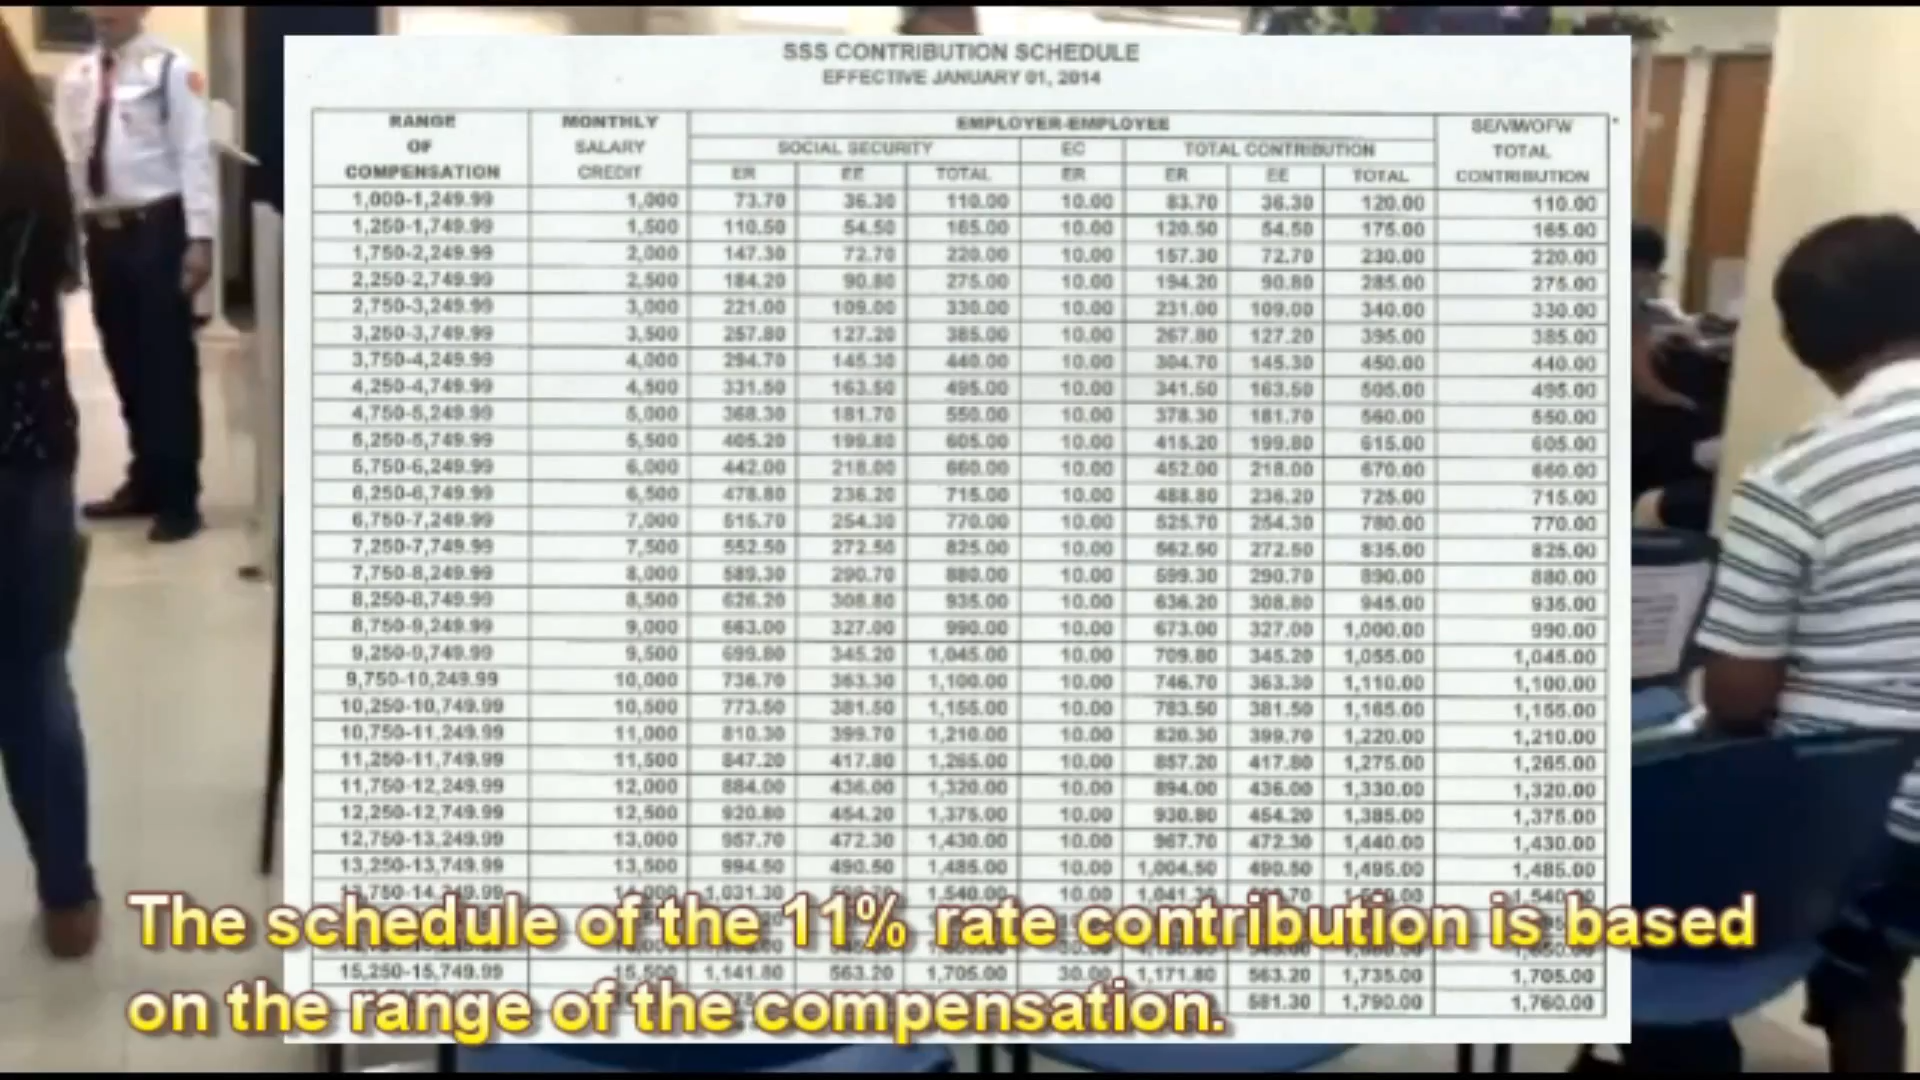 SSS CONTRIBUTION SCHEDULE
EFFECTIVE JANUARY 01, 2014
RANGE OF COMPENSATION MONTHLY SALARY CREDIT EMPLOYER-EMPLOYEE SE/VM/OFW TOTAL CONTRIBUTION
SOCIAL SECURITY EC TOTAL CONTRIBUTION
ER EE TOTAL ER ER EE TOTAL
1,000-1,249.99 1,000 73.70 36.30 110.00 10.00 83.70 36.30 120.00 110.00
1,250-1,749.99 1,500 110.50 54.50 165.00 10.00 120.50 54.50 175.00 165.00
1,750-2,249.99 2,000 147.30 72.70 220.00 10.00 157.30 72.70 230.00 220.00
2,250-2,749.99 2,500 184.20 90.80 275.00 10.00 194.20 90.80 285.00 275.00
2,750-3,249.99 3,000 221.00 109.00 330.00 10.00 231.00 109.00 340.00 330.00
3,250-3,749.99 3,500 257.80 127.20 385.00 10.00 267.80 127.20 395.00 385.00
3,750-4,249.99 4,000 294.70 145.30 440.00 10.00 304.70 145.30 450.00 440.00
4,250-4,749.99 4,500 331.50 163.50 495.00 10.00 341.50 163.50 505.00 495.00
4,750-5,249.99 5,000 368.30 181.70 550.00 10.00 378.30 181.70 560.00 550.00
5,250-5,749.99 5,500 405.20 199.80 605.00 10.00 415.20 199.80 615.00 605.00
5,750-6,249.99 6,000 442.00 218.00 660.00 10.00 452.00 218.00 670.00 660.00
6,250-6,749.99 6,500 478.80 236.20 715.00 10.00 488.80 236.20 725.00 715.00
6,750-7,249.99 7,000 515.70 254.30 770.00 10.00 525.70 254.30 780.00 770.00
7,250-7,749.99 7,500 552.50 272.50 825.00 10.00 562.50 272.50 835.00 825.00
7,750-8,249.99 8,000 589.30 290.70 880.00 10.00 599.30 290.70 890.00 880.00
8,250-8,749.99 8,500 626.20 308.80 935.00 10.00 636.20 308.80 945.00 935.00
8,750-9,249.99 9,000 663.00 327.00 990.00 10.00 673.00 327.00 1,000.00 990.00
9,250-9,749.99 9,500 699.80 345.20 1,045.00 10.00 709.80 345.20 1,055.00 1,045.00
9,750-10,249.99 10,000 736.70 363.30 1,100.00 10.00 746.70 363.30 1,110.00 1,100.00
10,250-10,749.99 10,500 773.50 381.50 1,155.00 10.00 783.50 381.50 1,165.00 1,155.00
10,750-11,249.99 11,000 810.30 399.70 1,210.00 10.00 820.30 399.70 1,220.00 1,210.00
11,250-11,749.99 11,500 847.20 417.80 1,265.00 10.00 857.20 417.80 1,275.00 1,265.00
11,750-12,249.99 12,000 884.00 436.00 1,320.00 10.00 894.00 436.00 1,330.00 1,320.00
12,250-12,749.99 12,500 920.80 454.20 1,375.00 10.00 930.80 454.20 1,385.00 1,375.00
12,750-13,249.99 13,000 957.70 472.30 1,430.00 10.00 967.70 472.30 1,440.00 1,430.00
13,250-13,749.99 13,500 994.50 490.50 1,485.00 10.00 1,004.50 490.50 1,495.00 1,485.00
13,750-14,249.99 14,000 1,031.30 1,540.00 10.00 1,041.30 1,540.00
15,250-15,749.99 15,500 1,141.80 563.20 1,705.00 30.00 1,171.80 563.20 1,735.00 1,705.00
581.30 1,790.00 1,760.00
The schedule of the 11% rate contribution is based
on the range of the compensation.